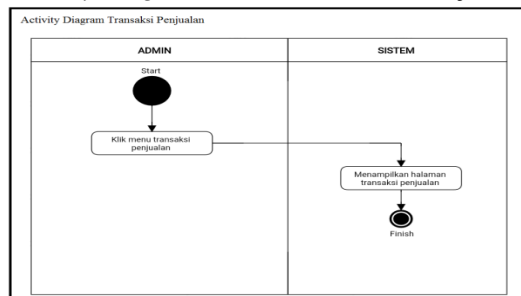 Activity Diagram Transaksi Penjualan
ADMIN
SISTEM
Start
Klik menu transaksi
penjualan
Menampilkan halaman
transaksi penjualan
Finish